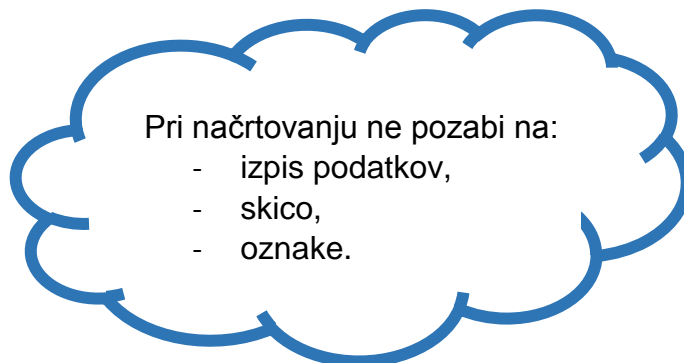 Pri načrtovanju ne pozabi na:
- izpis podatkov,
- skico,
- oznake.